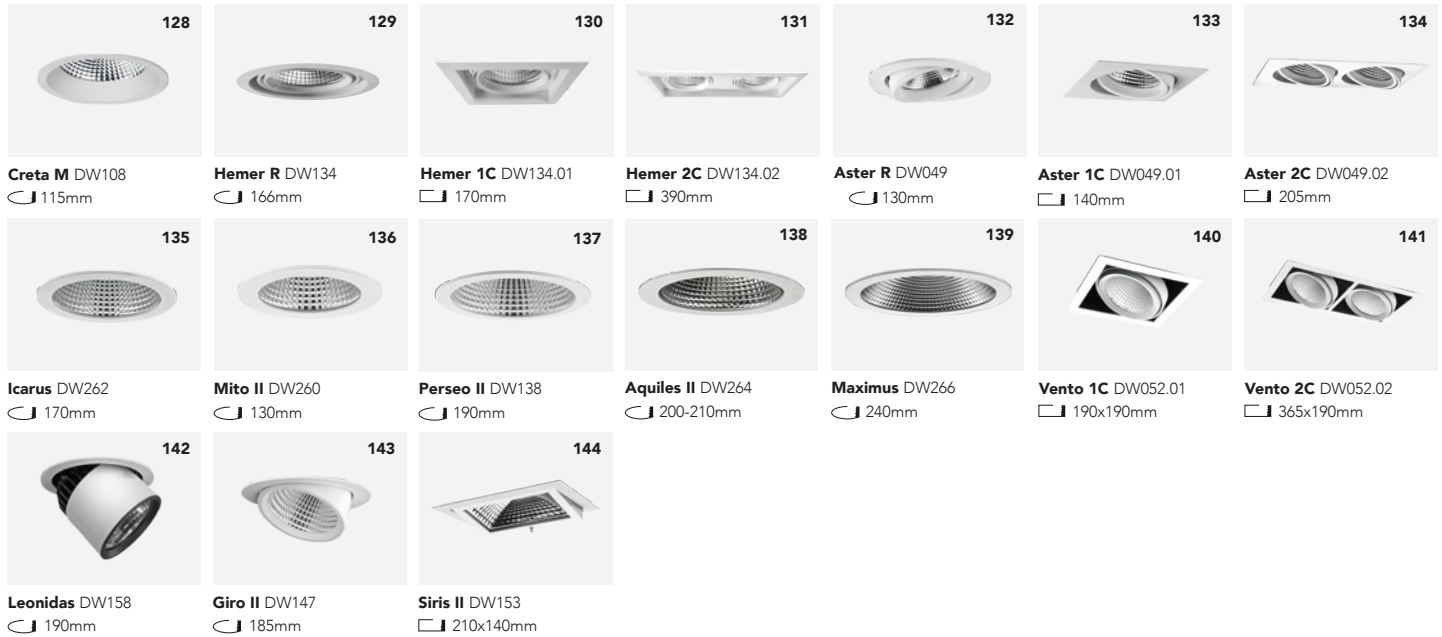 128
129
130
131
132
133
134
Creta M DW108
115mm
Hemer R DW134
166mm
Hemer 1C DW134.01
170mm
Hemer 2C DW134.02
390mm
Aster R DW049
130mm
Aster 1C DW049.01
140mm
Aster 2C DW049.02
205mm
135
136
137
138
139
140
141
Icarus DW262
170mm
Mito II DW260
130mm
Perseo II DW138
190mm
Aquiles II DW264
200-210mm
Maximus DW266
240mm
Vento 1C DW052.01
190x190mm
Vento 2C DW052.02
365x190mm
142
143
144
Leonidas DW158
190mm
Giro II DW147
185mm
Siris II DW153
210x140mm